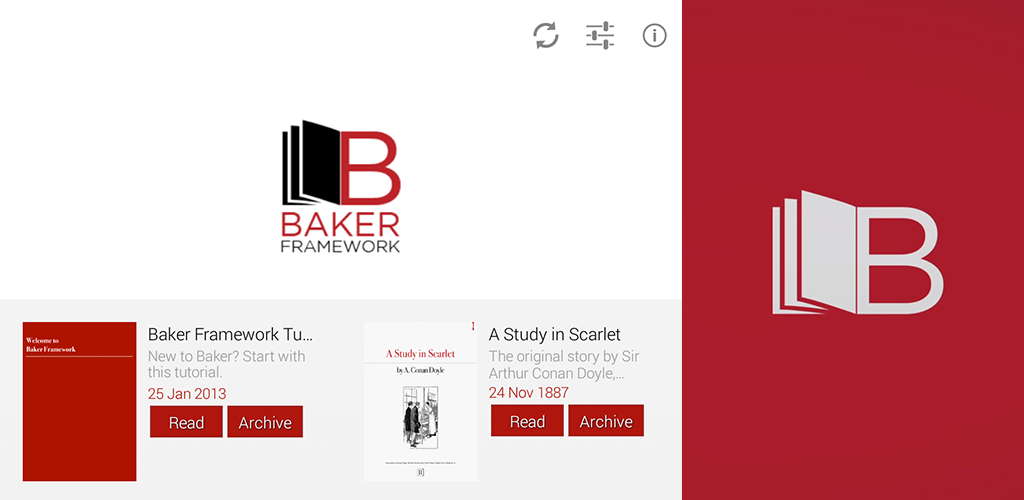 B
BAKER
FRAMEWORK
B
Welcome to
Baker Framework
Baker Framework Tu...
New to Baker? Start with
this tutorial.
25 Jan 2013
Read
Archive
A Study in Scarlet
by A. Conan Doyle
[B]
A Study in Scarlet
The original story by Sir
Arthur Conan Doyle,...
24 Nov 1887
Read
Archive